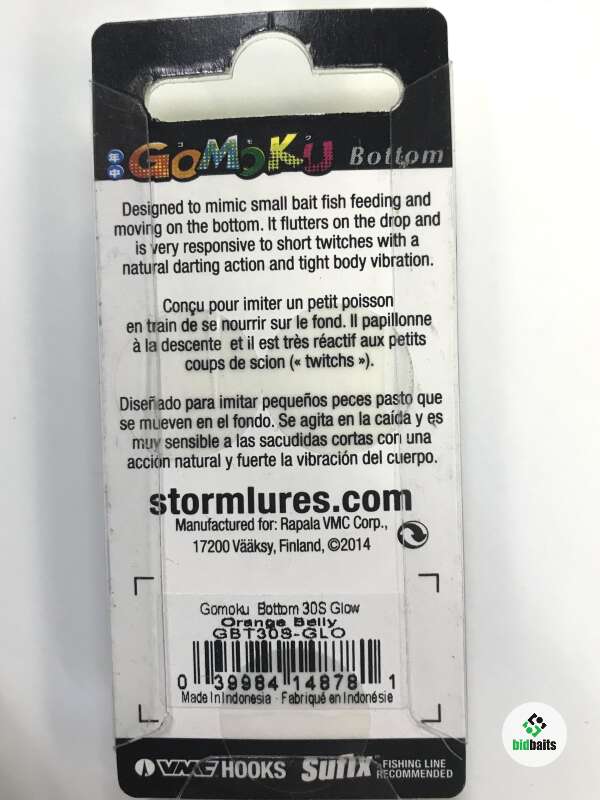 年中 GoMoKu Bottom
Designed to mimic small bait fish feeding and
moving on the bottom. It flutters on the drop and
is very responsive to short twitches with a
natural darting action and tight body vibration.
Conçu pour imiter un petit poisson
en train de se nourrir sur le fond. Il papillonne
à la descente et il est très réactif aux petits
coups de scion (« twitchs »).
Diseñado para imitar pequeños peces pasto que
se mueven en el fondo. Se agita en la caída y es
muy sensible a las sacudidas cortas con una
acción natural y fuerte la vibración del cuerpo.
stormlures.com
Manufactured for: Rapala VMC Corp.,
17200 Vääksy, Finland, ©2014
Gomoku Bottom 30S Glow
Orange Belly
GBT30S-GLO
0 39984 14878 1
Made in Indonesia - Fabriqué en Indonésie
VMC HOOKS Sufix FISHING LINE
RECOMMENDED
bidbaits